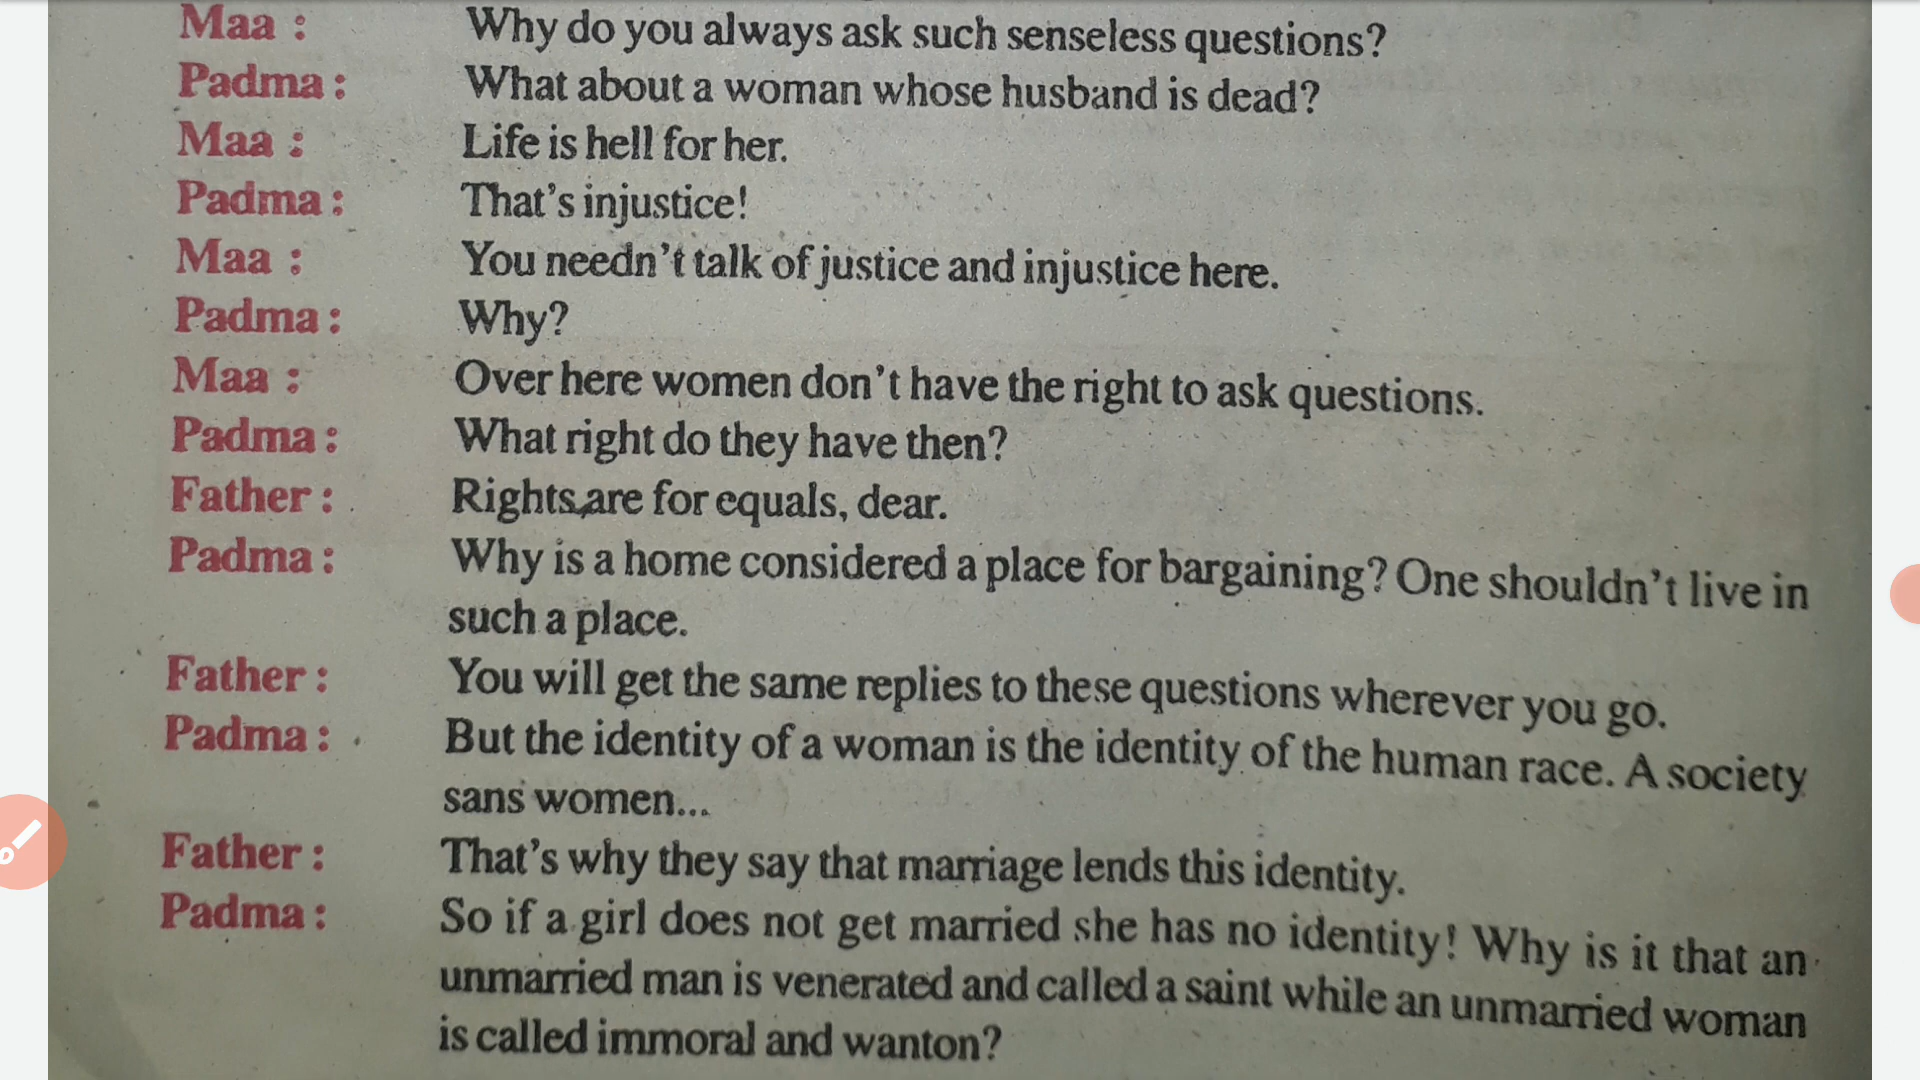 Maa : Why do you always ask such senseless questions?
Padma : What about a woman whose husband is dead?
Maa : Life is hell for her.
Padma : That's injustice!
Maa : You needn't talk of justice and injustice here.
Padma : Why?
Maa : Over here women don't have the right to ask questions.
Padma : What right do they have then?
Father : Rights are for equals, dear.
Padma : Why is a home considered a place for bargaining? One shouldn't live in
such a place.
Father : You will get the same replies to these questions wherever you go.
Padma : But the identity of a woman is the identity of the human race. A society
sans women...
Father : That's why they say that marriage lends this identity.
Padma : So if a girl does not get married she has no identity! Why is it that an
unmarried man is venerated and called a saint while an unmarried woman
is called immoral and wanton?